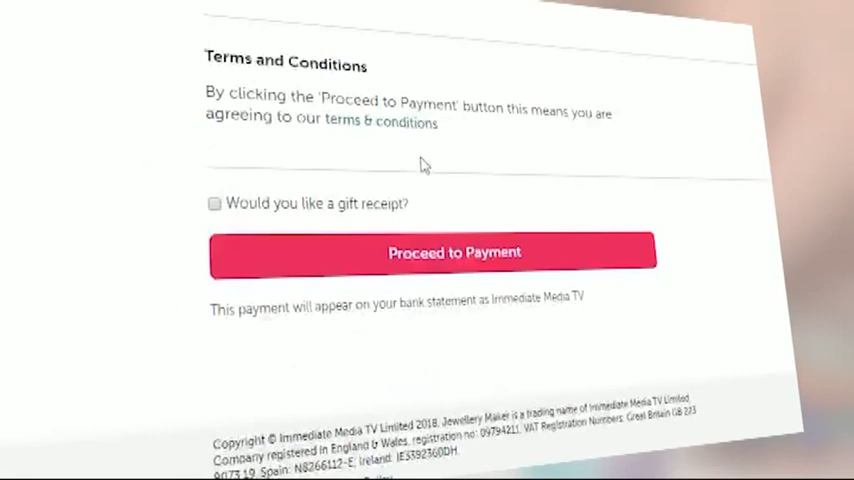 Terms and Conditions
By clicking the 'Proceed to Payment' button this means you are
agreeing to our terms & conditions
Would you like a gift receipt?
Proceed to Payment
This payment will appear on your bank statement as Immediate Media TV
Copyright © Immediate Media TV Limited 2018. Jewellery Maker is a trading name of Immediate Media TV Limited.
Company registered in England & Wales, registration no: 09794211. VAT Registration Numbers: Great Britain GB 223
9073 19, Spain: N8266112-E, Ireland: IE3392360DH.